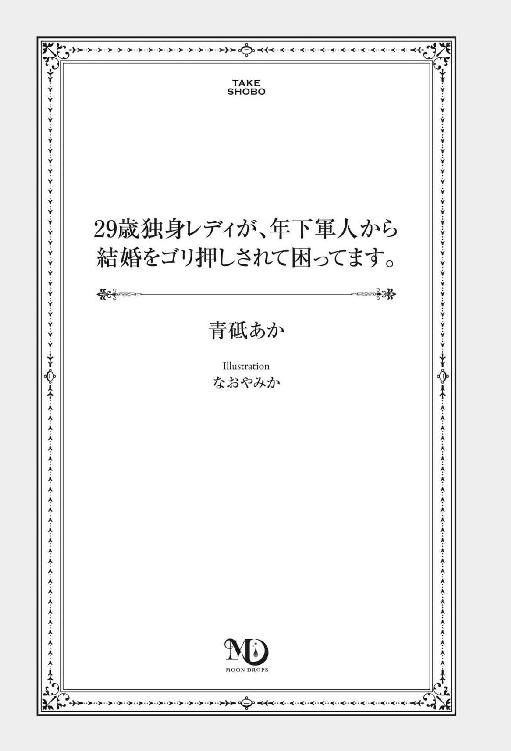 TAKE
SHOBO
29歳独身レディが、年下軍人から
結婚をゴリ押しされて困ってます。
青砥あか
Illustration
なおやみか
MD
MOON DROPS